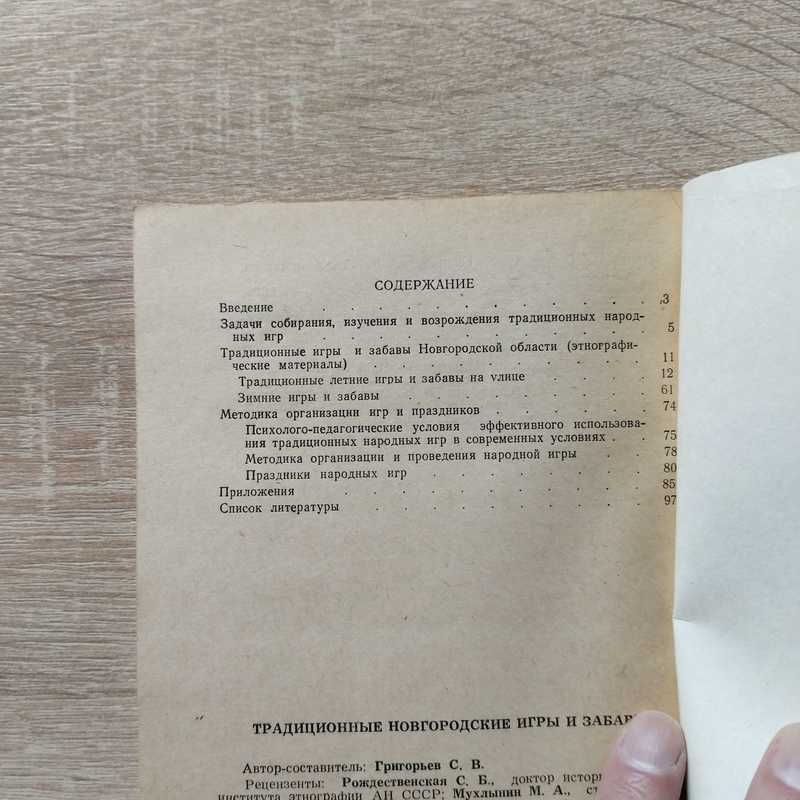 СОДЕРЖАНИЕ
Введение . . . . . . . . . . . . 3
Задачи собирания, изучения и возрождения традиционных народ-
ных игр . . . . . . . . . . . . 5
Традиционные игры и забавы Новгородской области (этнографи-
ческие материалы) . . . . . . . . . . 11
Традиционные летние игры и забавы на улице . . . . 12
Зимние игры и забавы . . . . . . . . . 61
Методика организации игр и праздников . . . . . . 74
Психолого-педагогические условия эффективного использова-
ния традиционных народных игр в современных условиях . . 75
Методика организации и проведения народной игры . . 78
Праздники народных игр . . . . . . . . 80
Приложения . . . . . . . . . . . 85
Список литературы . . . . . . . . . . 97
ТРАДИЦИОННЫЕ НОВГОРОДСКИЕ ИГРЫ И
Автор-составитель: Григорьев С. В.
Рецензенты: Рождественская С. Б., доктор
института этнографии АН СССР; Мухлынин М. А.,